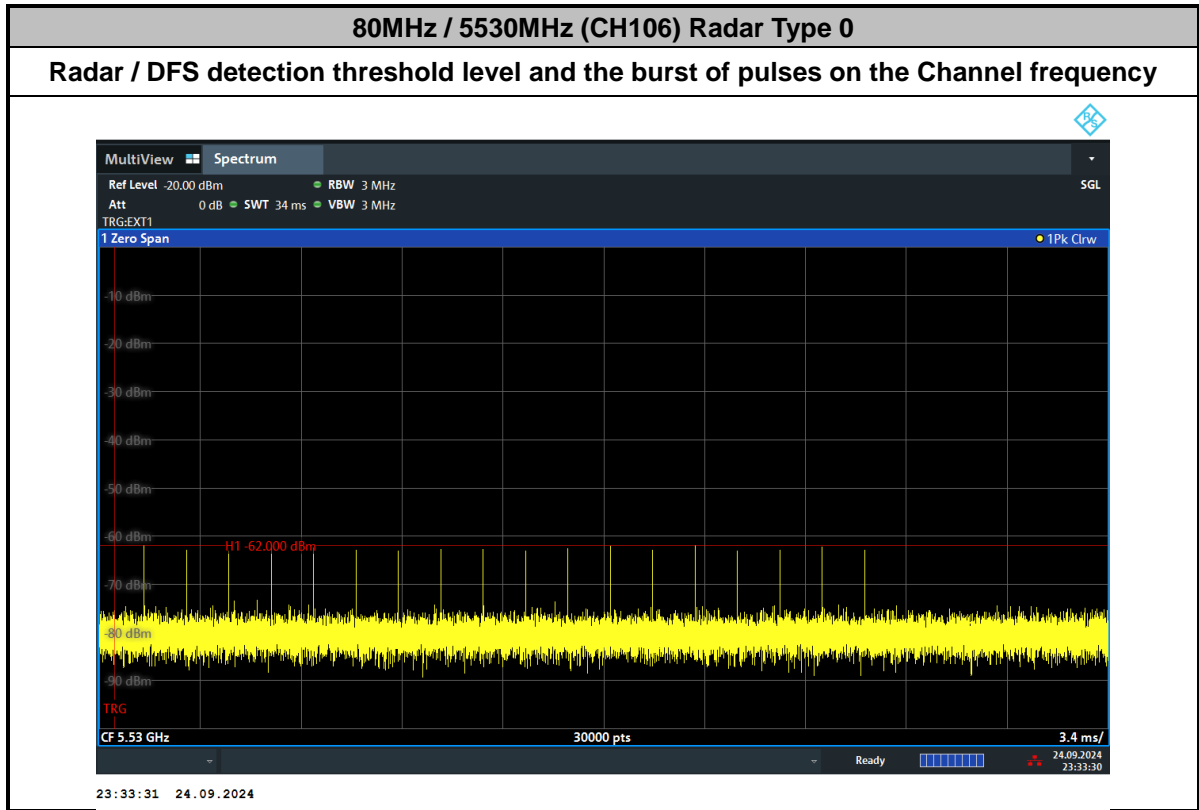 80MHz / 5530MHz (CH106) Radar Type 0
Radar / DFS detection threshold level and the burst of pulses on the Channel frequency
R&S
MultiView Spectrum
Ref Level -20.00 dBm RBW 3 MHz SGL
Att 0 dB SWT 34 ms VBW 3 MHz
TRG:EXT1
1 Zero Span 1Pk Clrw
-10 dBm
-20 dBm
-30 dBm
-40 dBm
-50 dBm
-60 dBm
H1 -62.000 dBm
-70 dBm
-80 dBm
-90 dBm
TRG
CF 5.53 GHz 30000 pts 3.4 ms/
Ready 24.09.2024
23:33:30
23:33:31 24.09.2024